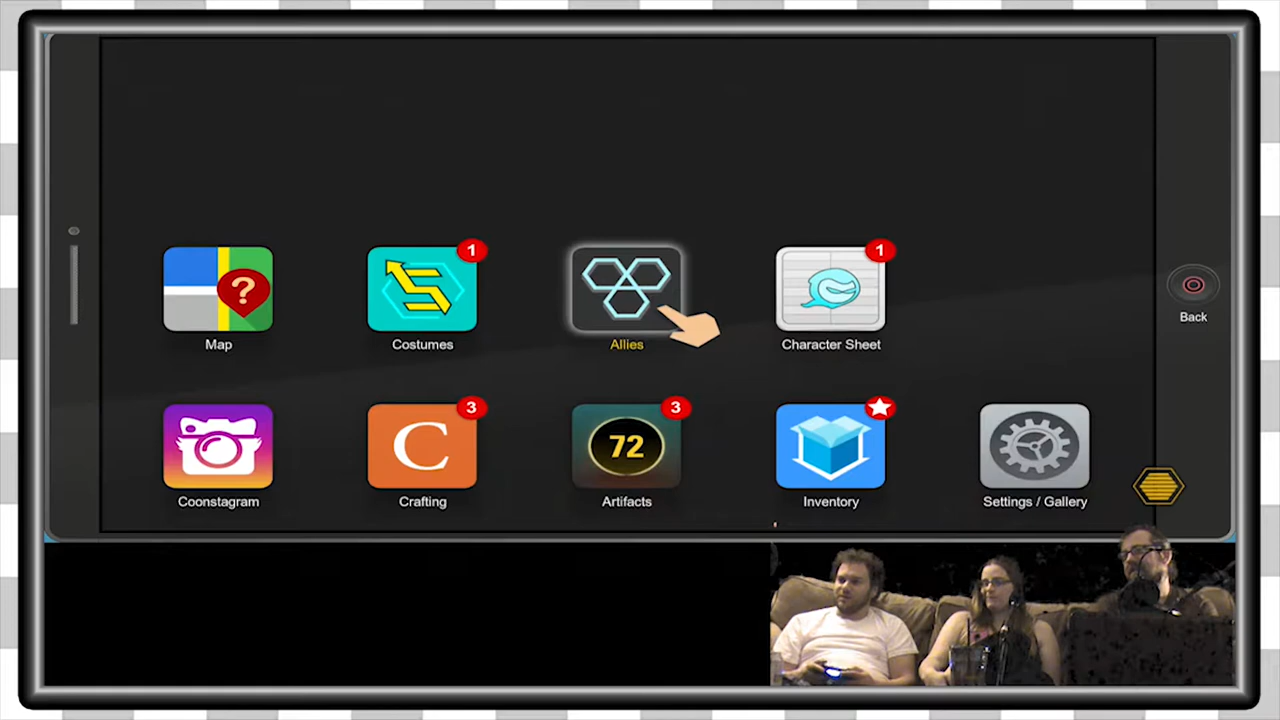 1
1
?
Map
Costumes
Allies
Character Sheet
Back
3
3
C
72
Coonstagram
Crafting
Artifacts
Inventory
Settings / Gallery